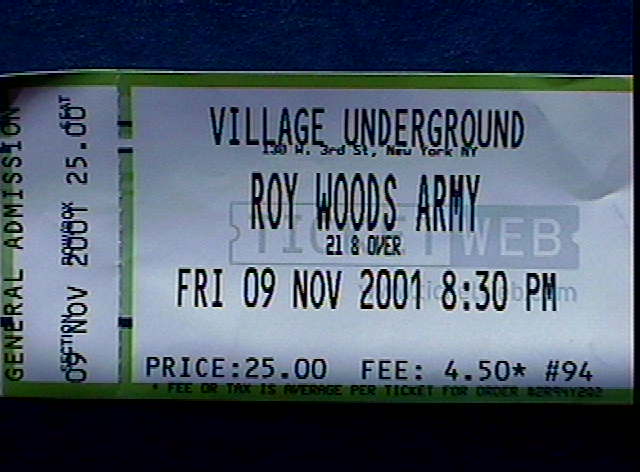 GENERAL ADMISSION
SECTION
09 NOV 2001 25.00
VILLAGE UNDERGROUND
130 W. 3rd St, New York NY
ROY WOODS ARMY
TICKETWEB
21 & OVER
FRI 09 NOV 2001 8:30 PM
PRICE:25.00 FEE: 4.50* #94
* FEE OR TAX IS AVERAGE PER TICKET FOR ORDER